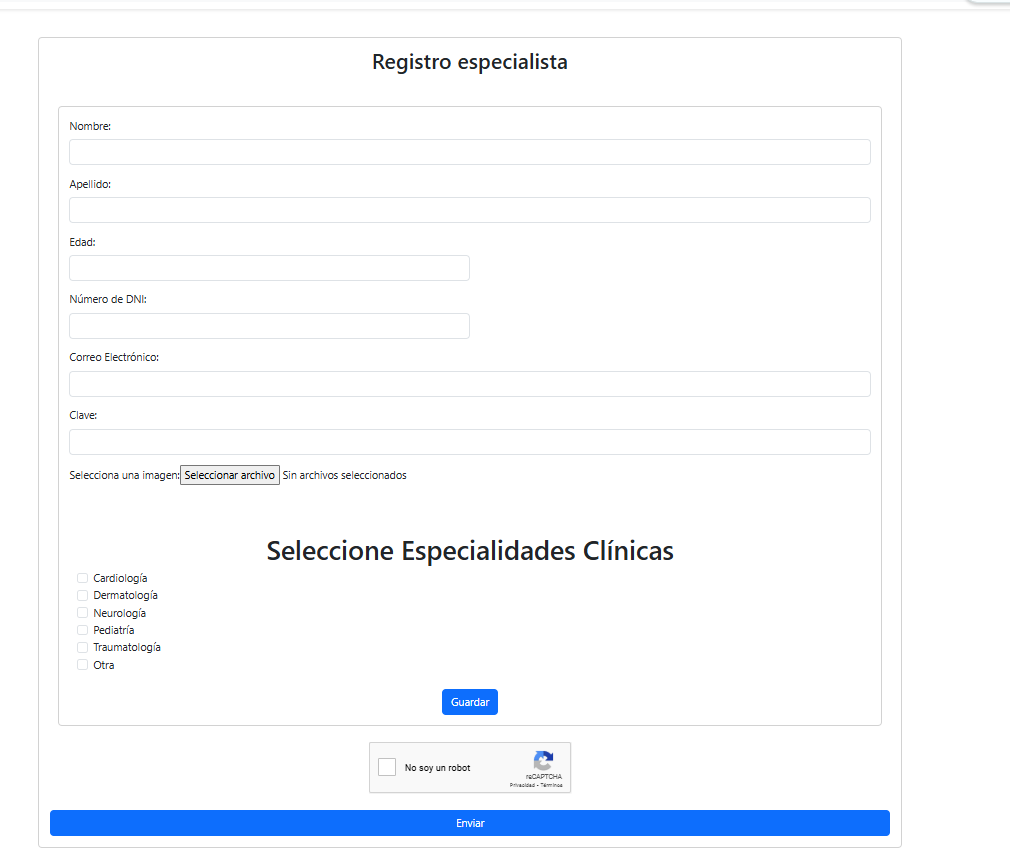 Registro especialista
Nombre:
Apellido:
Edad:
Número de DNI:
Correo Electrónico:
Clave:
Selecciona una imagen: Seleccionar archivo Sin archivos seleccionados
Seleccione Especialidades Clínicas
Cardiología
Dermatología
Neurología
Pediatría
Traumatología
Otra
Guardar
No soy un robot
reCAPTCHA
Privacidad - Términos
Enviar